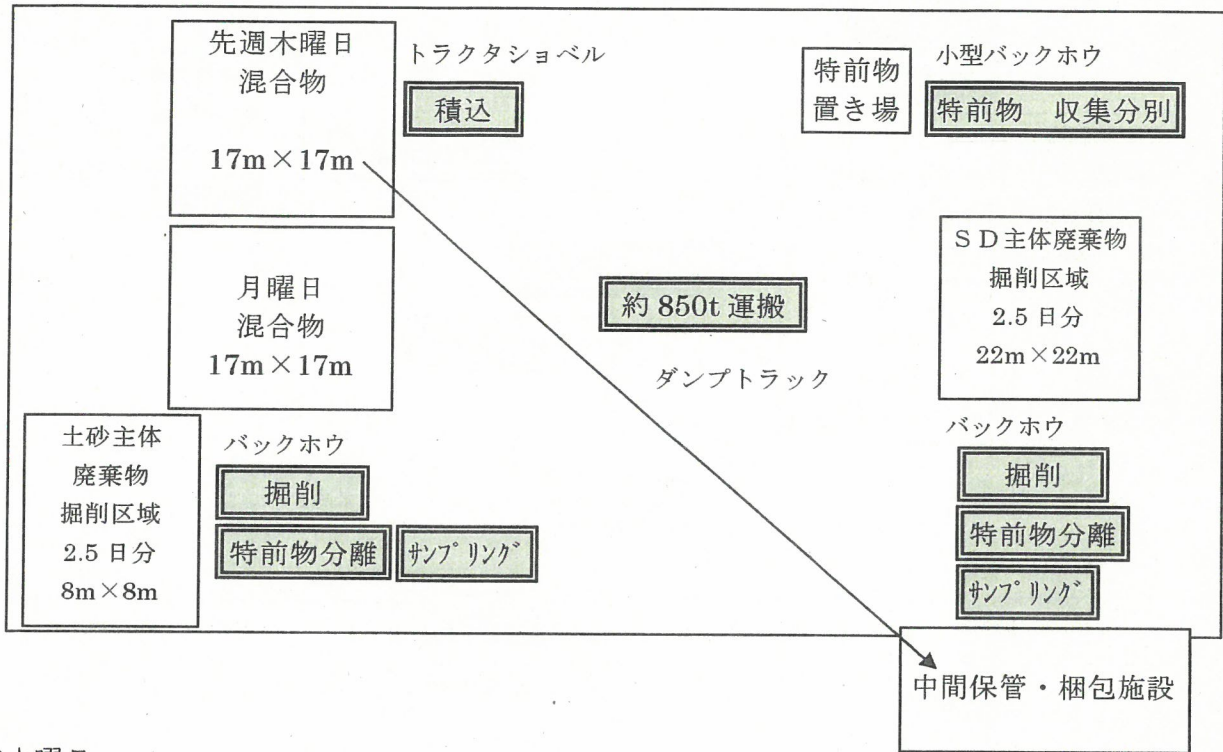 先週木曜日
混合物
17m×17m
トラクタショベル
積込
特前物
置き場
小型バックホウ
特前物 収集分別
月曜日
混合物
17m×17m
約 850t 運搬
ダンプトラック
ＳＤ主体廃棄物
掘削区域
2.5 日分
22m×22m
土砂主体
廃棄物
掘削区域
2.5 日分
8m×8m
バックホウ
掘削
特前物分離
ｻﾝﾌﾟﾘﾝｸﾞ
バックホウ
掘削
特前物分離
ｻﾝﾌﾟﾘﾝｸﾞ
中間保管・梱包施設